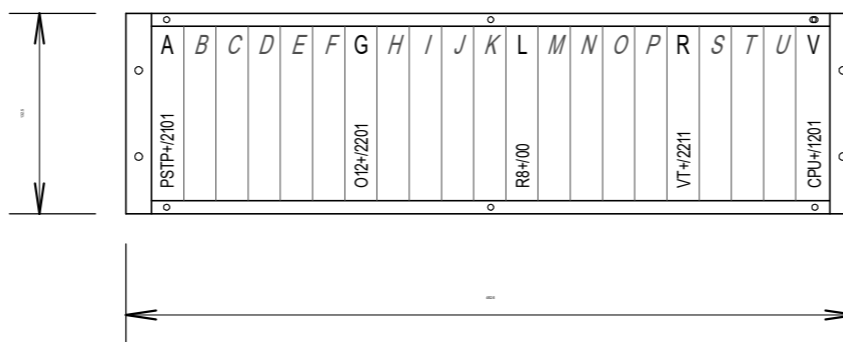 A B C D E F G H I J K L M N O P R S T U V
PSTP+/2101
O12+/2201
R8+/00
VT+/2211
CPU+/1201